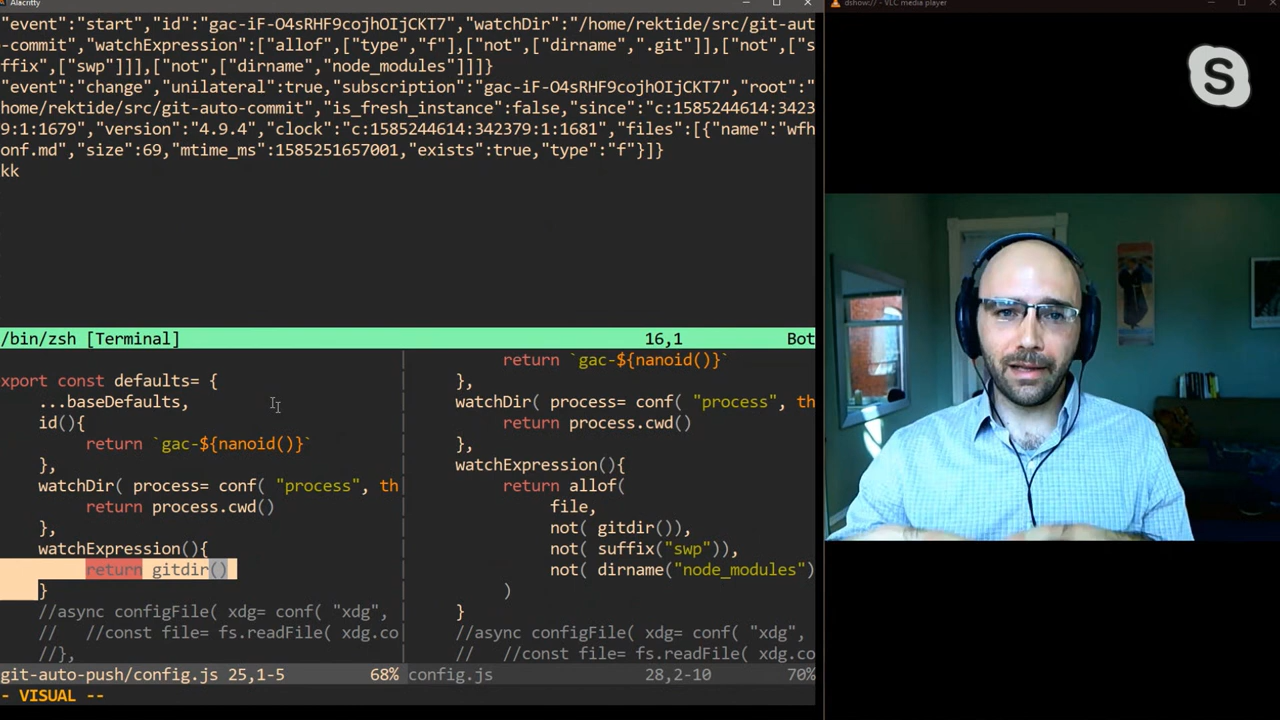 Alacritty
"event":"start","id":"gac-iF-O4sRHF9cojhOIjCKT7","watchDir":"/home/rektide/src/git-aut
-commit","watchExpression":["allof",["type","f"],["not",["dirname",".git"]],["not",["s
ffix",["swp"]]],["not",["dirname","node_modules"]]]}
"event":"change","unilateral":true,"subscription":"gac-iF-O4sRHF9cojhOIjCKT7","root":"
home/rektide/src/git-auto-commit","is_fresh_instance":false,"since":"c:1585244614:3423
9:1:1679","version":"4.9.4","clock":"c:1585244614:342379:1:1681","files":[{"name":"wfh
onf.md","size":69,"mtime_ms":1585251657001,"exists":true,"type":"f"}]}
kk
/bin/zsh [Terminal] 16,1 Bot
xport const defaults= {
...baseDefaults,
id(){
return `gac-${nanoid()}`
},
watchDir( process= conf( "process", th
return process.cwd()
},
watchExpression(){
return gitdir()
}
//async configFile( xdg= conf( "xdg",
// //const file= fs.readFile( xdg.co
//},
git-auto-push/config.js 25,1-5 68%
return `gac-${nanoid()}`
},
watchDir( process= conf( "process", th
return process.cwd()
},
watchExpression(){
return allof(
file,
not( gitdir()),
not( suffix("swp")),
not( dirname("node_modules")
)
}
//async configFile( xdg= conf( "xdg",
// //const file= fs.readFile( xdg.co
config.js 28,2-10 70%
- VISUAL --
dshow:// - VLC media player
S